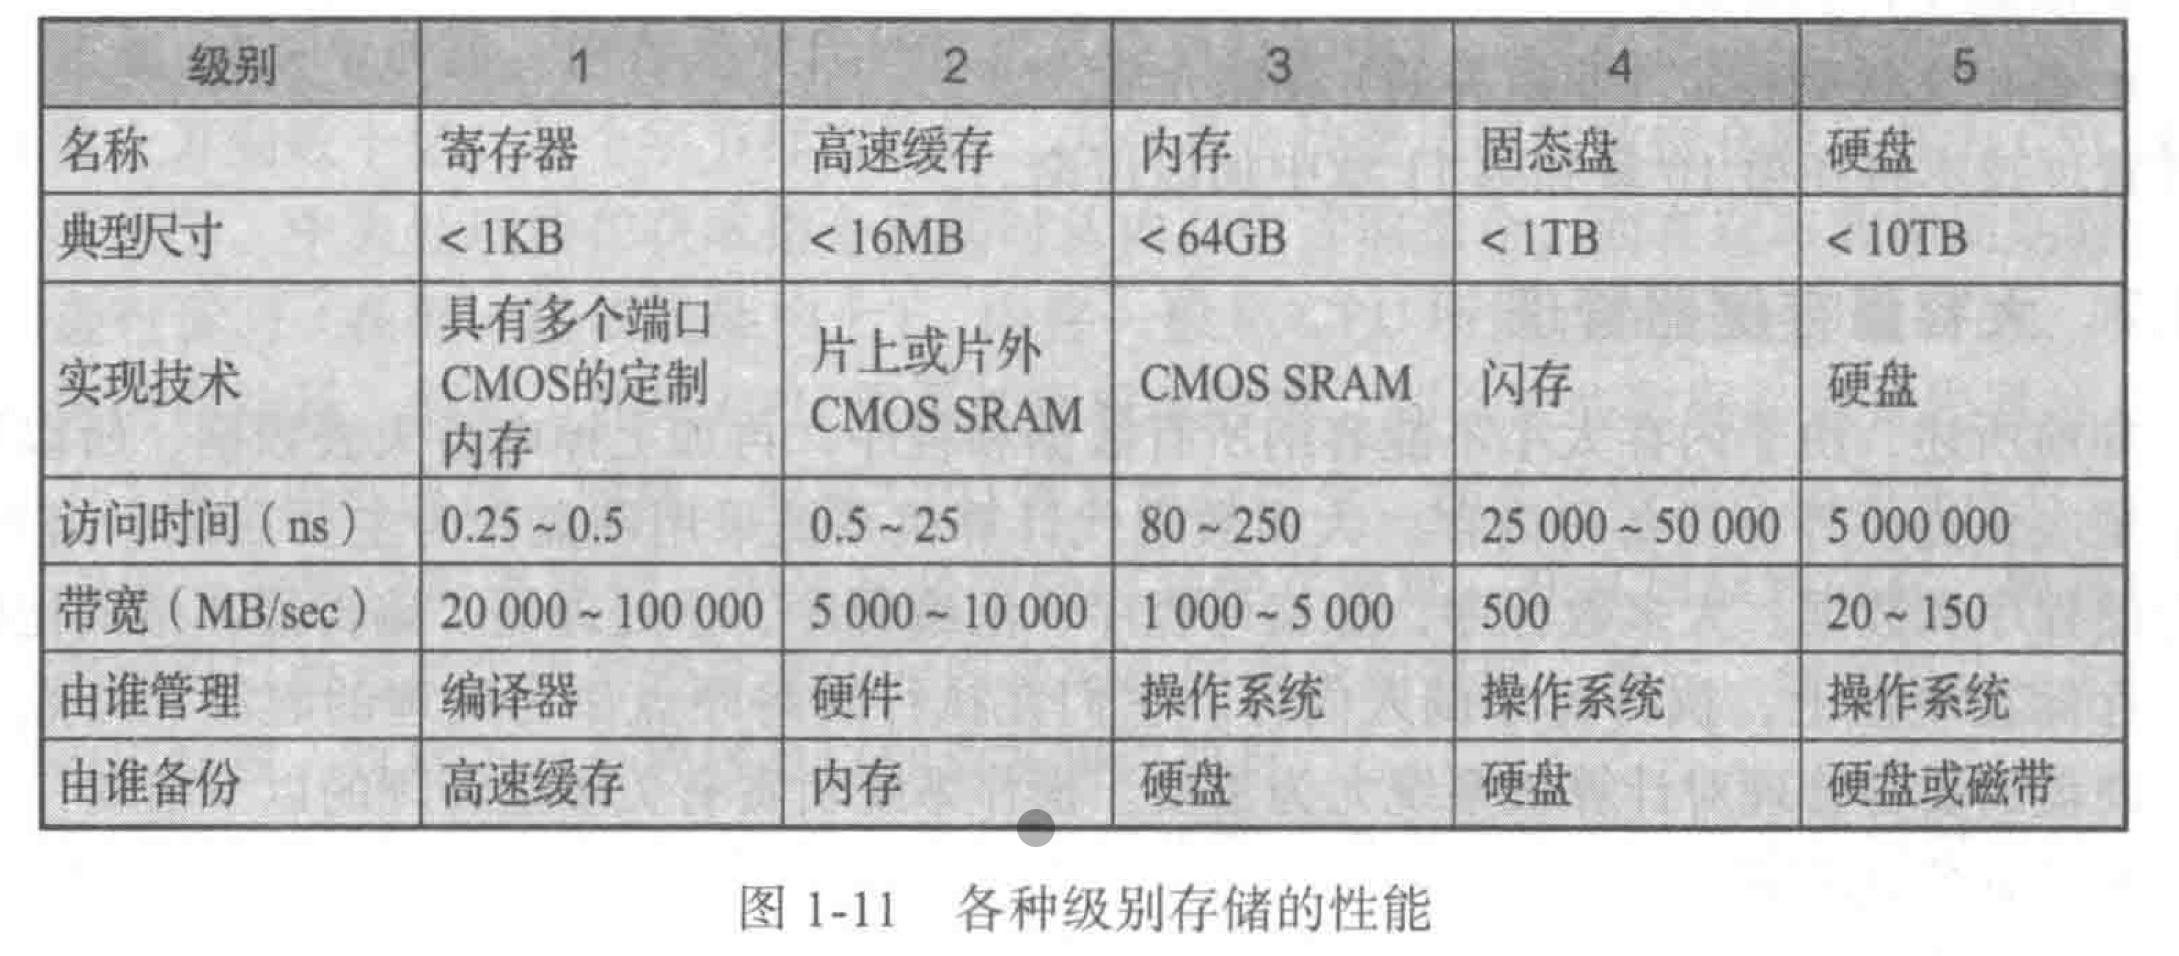 级别 1 2 3 4 5
名称 寄存器 高速缓存 内存 固态盘 硬盘
典型尺寸 < 1KB < 16MB < 64GB < 1TB < 10TB
实现技术 具有多个端口CMOS的定制内存 片上或片外CMOS SRAM CMOS SRAM 闪存 硬盘
访问时间（ns） 0.25 ~ 0.5 0.5 ~ 25 80 ~ 250 25 000 ~ 50 000 5 000 000
带宽（MB/sec） 20 000 ~ 100 000 5 000 ~ 10 000 1 000 ~ 5 000 500 20 ~ 150
由谁管理 编译器 硬件 操作系统 操作系统 操作系统
由谁备份 高速缓存 内存 硬盘 硬盘 硬盘或磁带
图 1-11 各种级别存储的性能